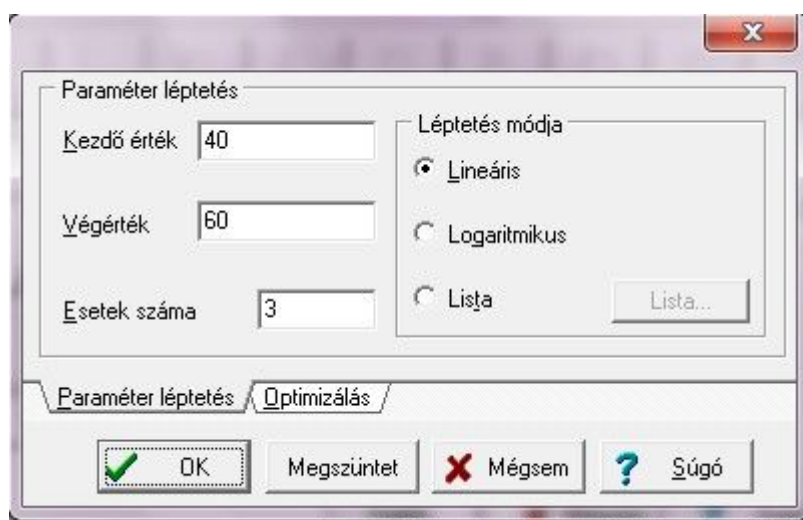 Paraméter léptetés
Kezdő érték 40
Végérték 60
Esetek száma 3
Léptetés módja
Lineáris
Logaritmikus
Lista Lista...
Paraméter léptetés Optimizálás
OK Megszüntet Mégsem Súgó